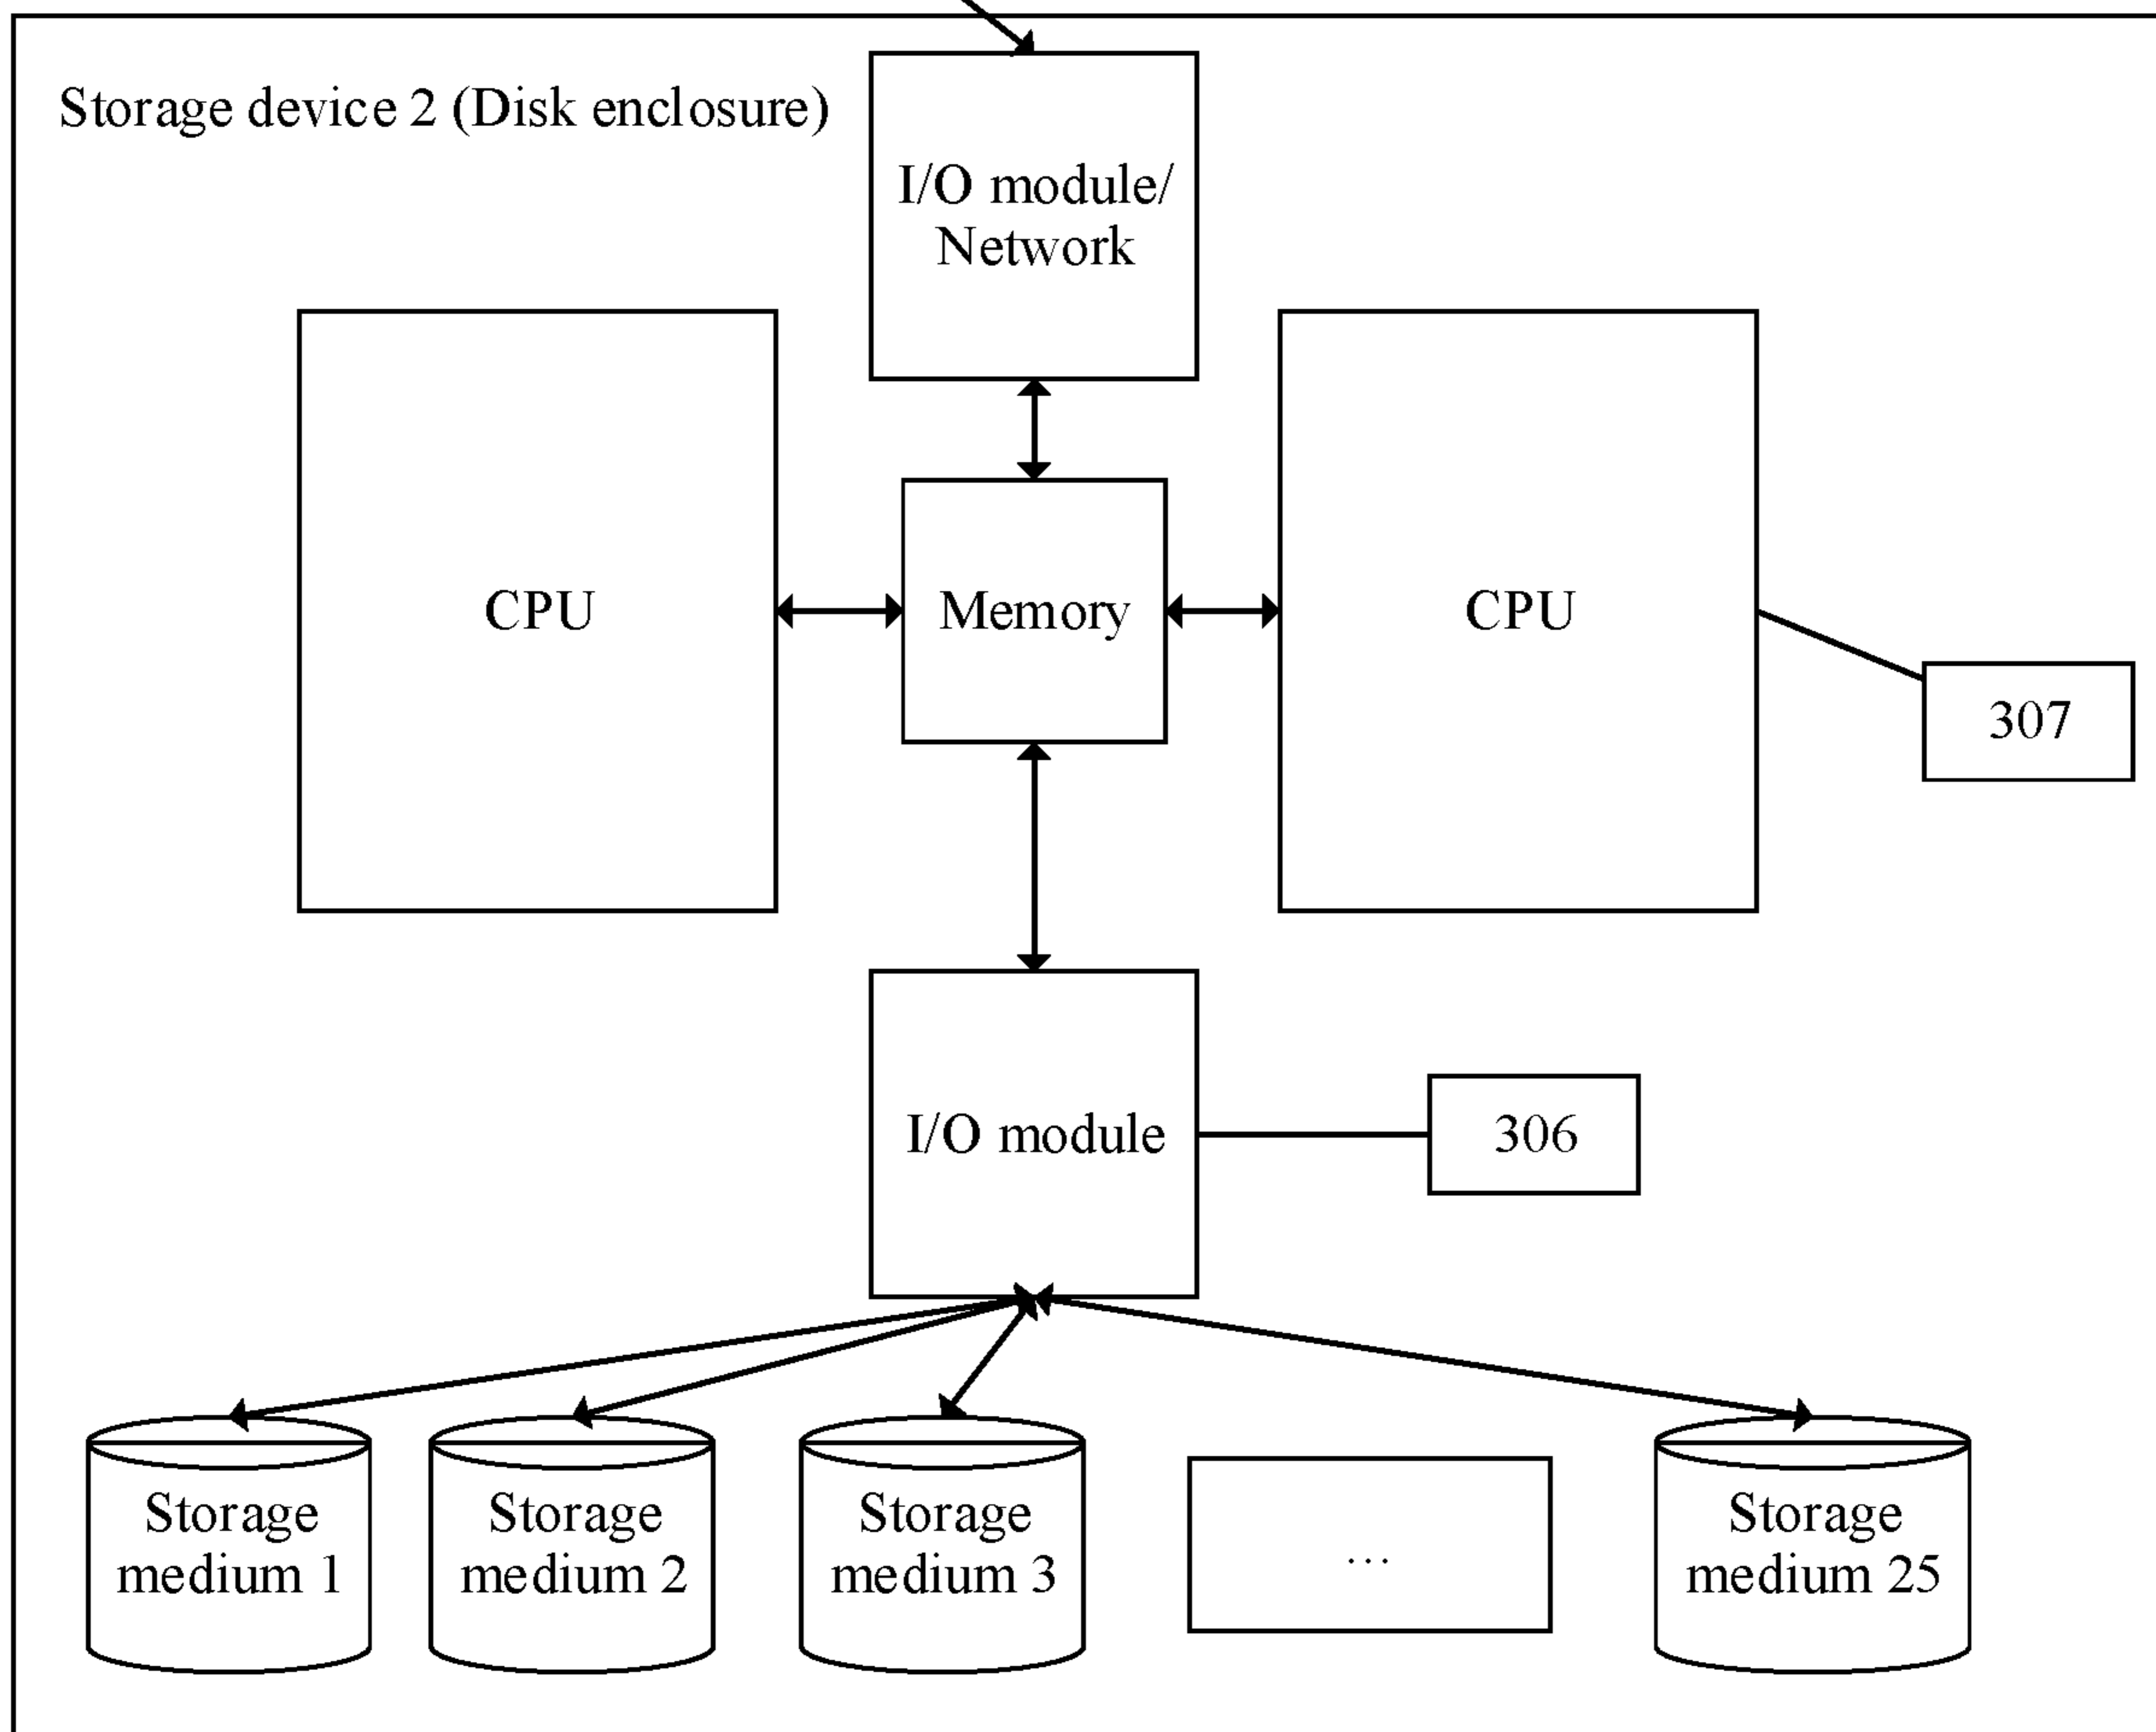 Storage device 2 (Disk enclosure)
I/O module/
Network
CPU
Memory
CPU
307
I/O module
306
Storage
medium 1
Storage
medium 2
Storage
medium 3
...
Storage
medium 25